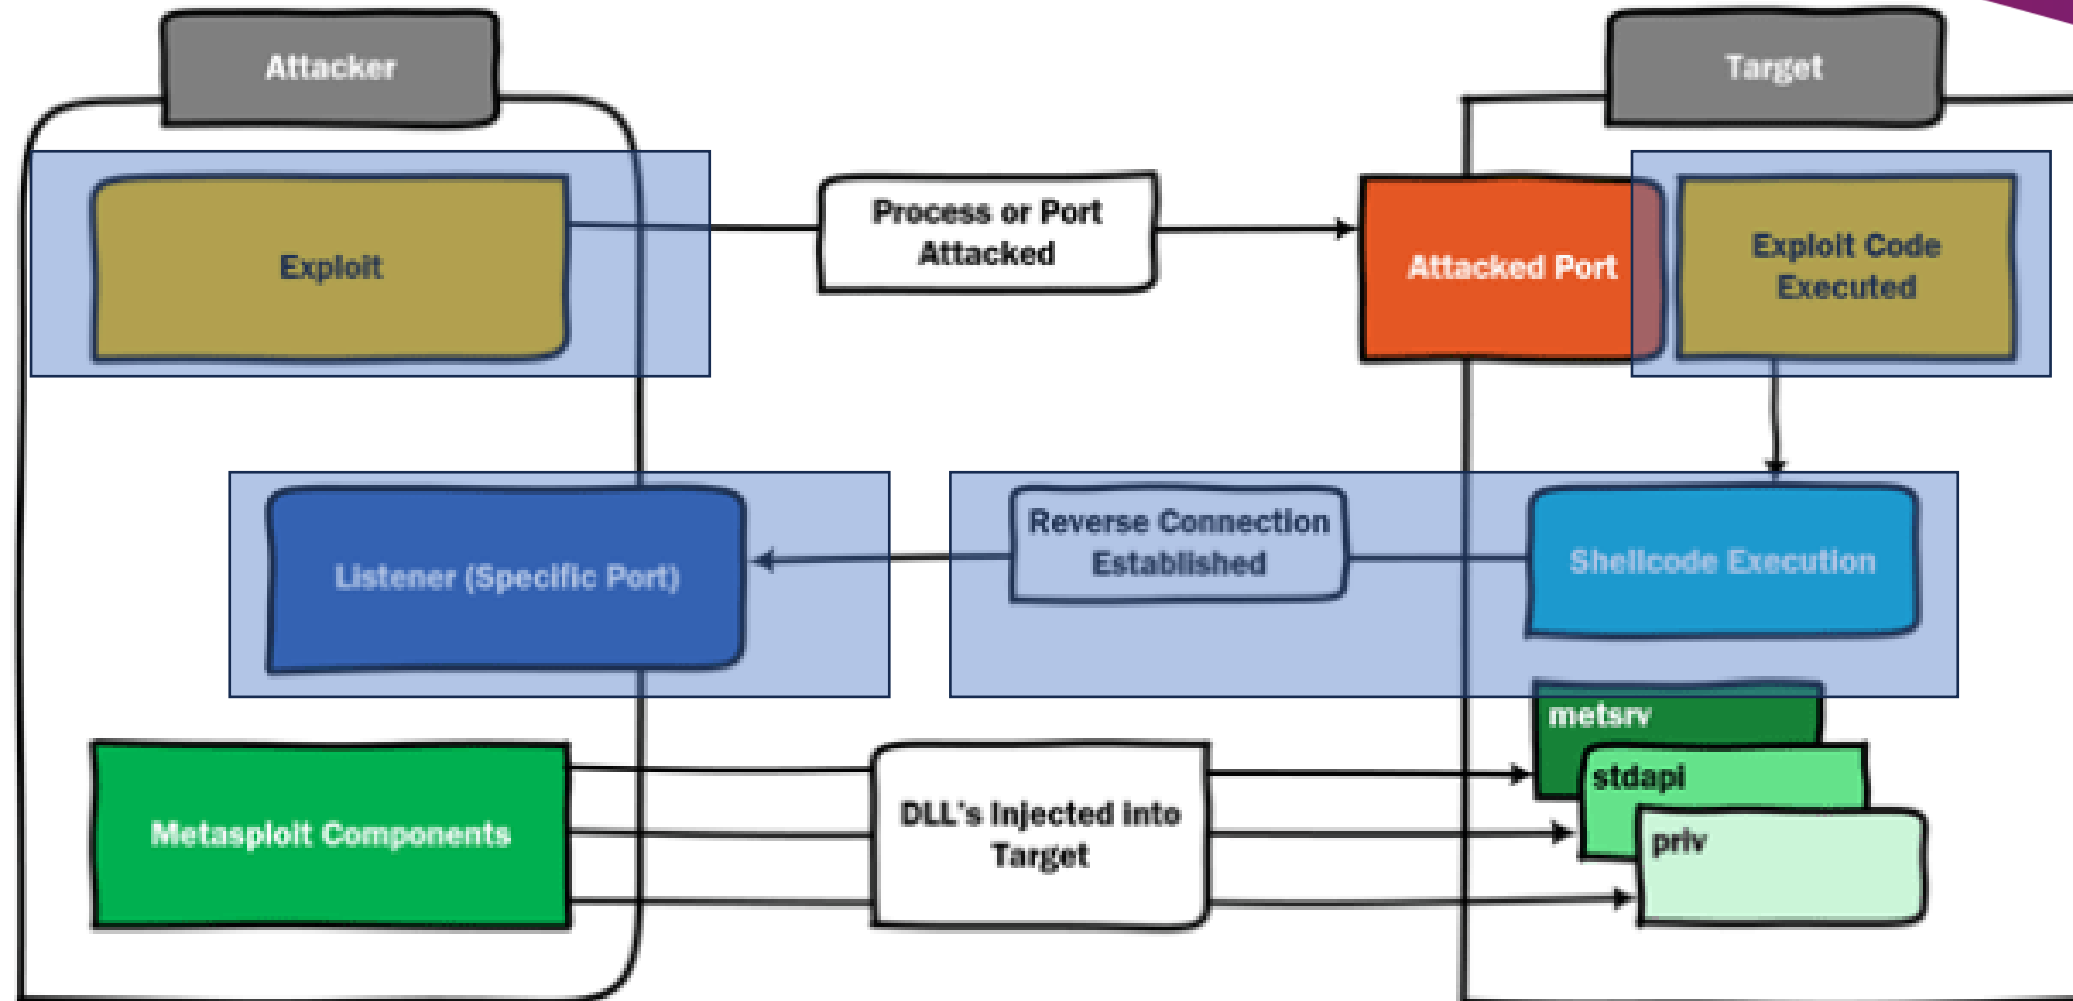 Attacker
Target
Exploit
Process or Port
Attacked
Attacked Port
Exploit Code
Executed
Listener (Specific Port)
Reverse Connection
Established
Shellcode Execution
Metasploit Components
DLL's Injected into
Target
metsrv
stdapi
priv